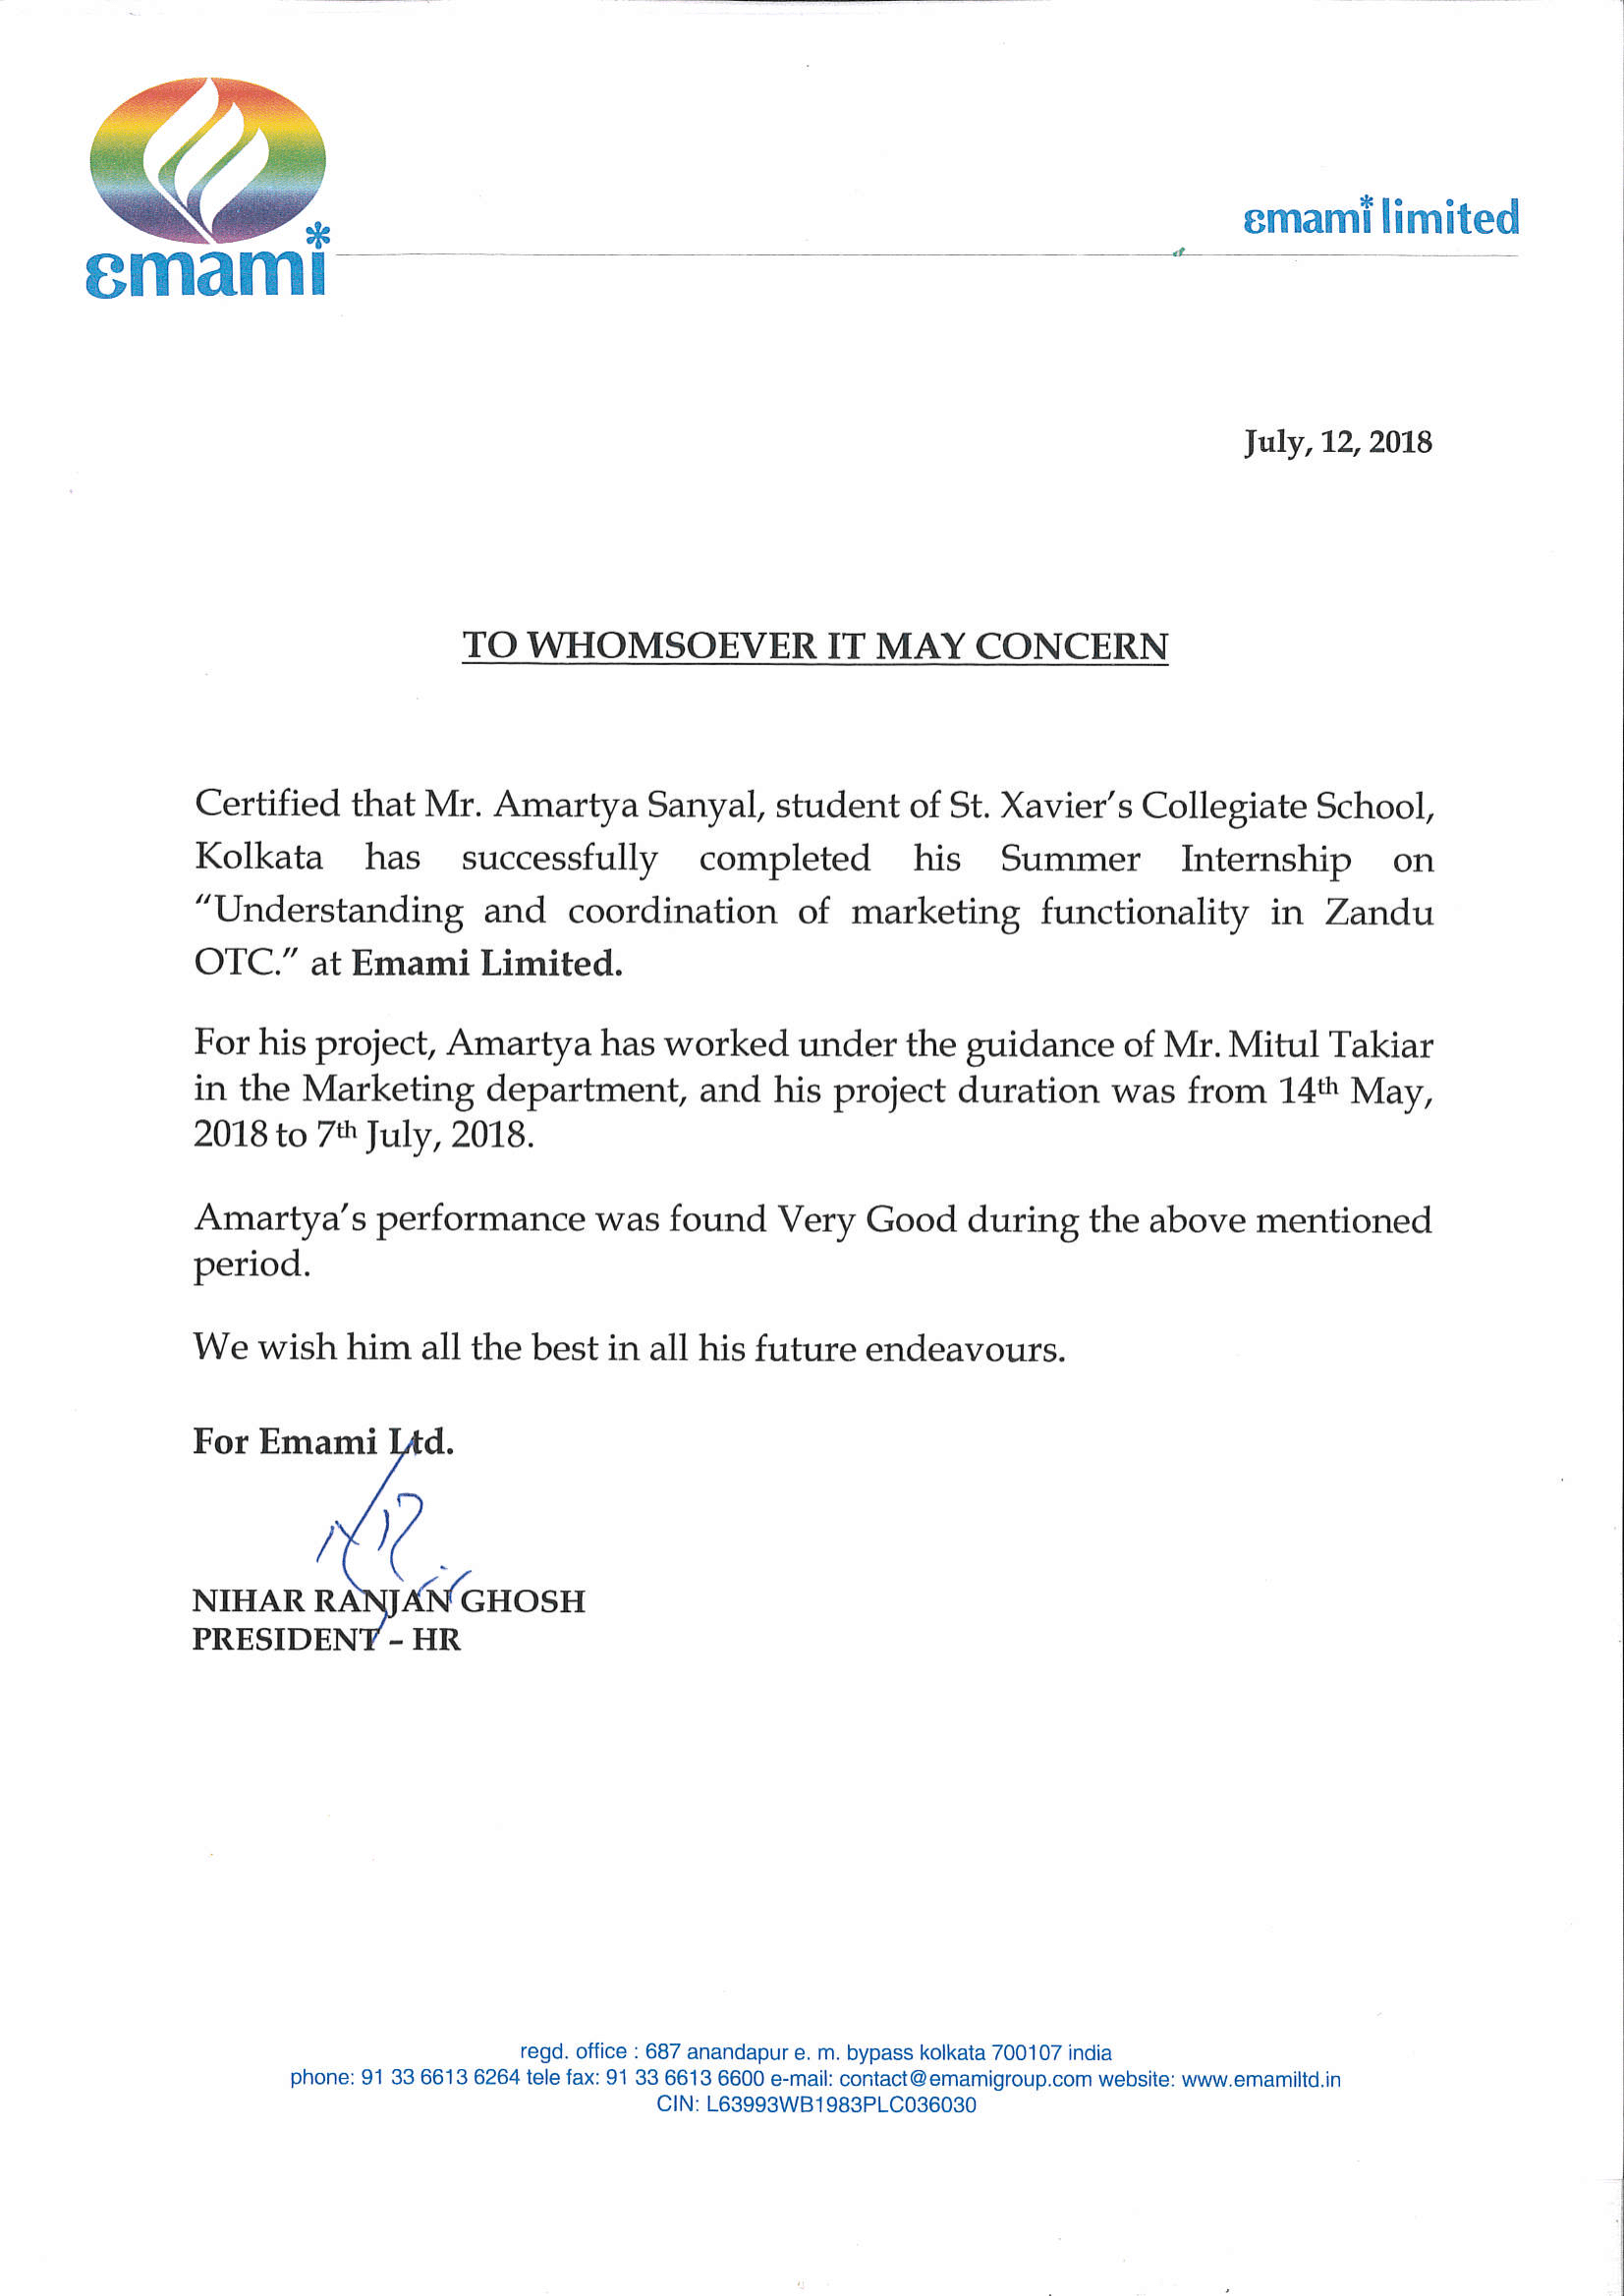 emami*
emami* limited
July, 12, 2018
TO WHOMSOEVER IT MAY CONCERN
Certified that Mr. Amartya Sanyal, student of St. Xavier's Collegiate School,
Kolkata has successfully completed his Summer Internship on
"Understanding and coordination of marketing functionality in Zandu
OTC." at Emami Limited.
For his project, Amartya has worked under the guidance of Mr. Mitul Takiar
in the Marketing department, and his project duration was from 14th May,
2018 to 7th July, 2018.
Amartya's performance was found Very Good during the above mentioned
period.
We wish him all the best in all his future endeavours.
For Emami Ltd.
NIHAR RANJAN GHOSH
PRESIDENT – HR
regd. office : 687 anandapur e. m. bypass kolkata 700107 india
phone: 91 33 6613 6264 tele fax: 91 33 6613 6600 e-mail: contact@emamigroup.com website: www.emamiltd.in
CIN: L63993WB1983PLC036030